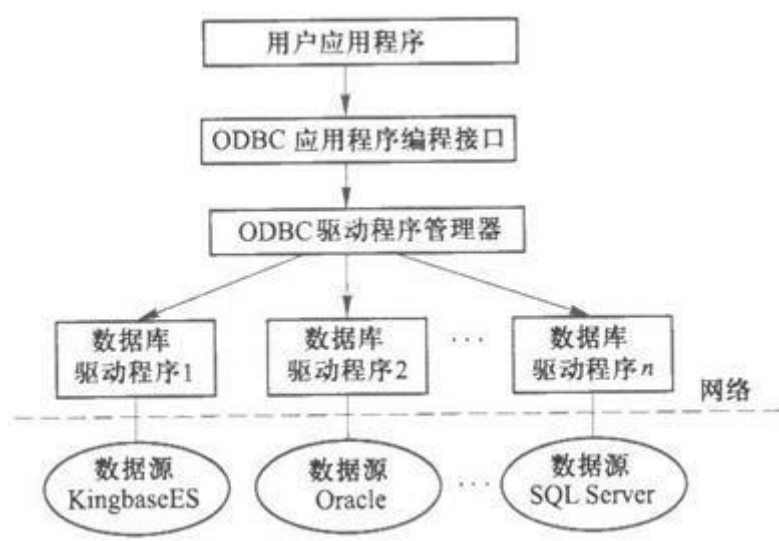 用户应用程序
ODBC 应用程序编程接口
ODBC驱动程序管理器
数据库
驱动程序1
数据库
驱动程序2
...
数据库
驱动程序n
网络
数据源
KingbaseES
数据源
Oracle
...
数据源
SQL Server